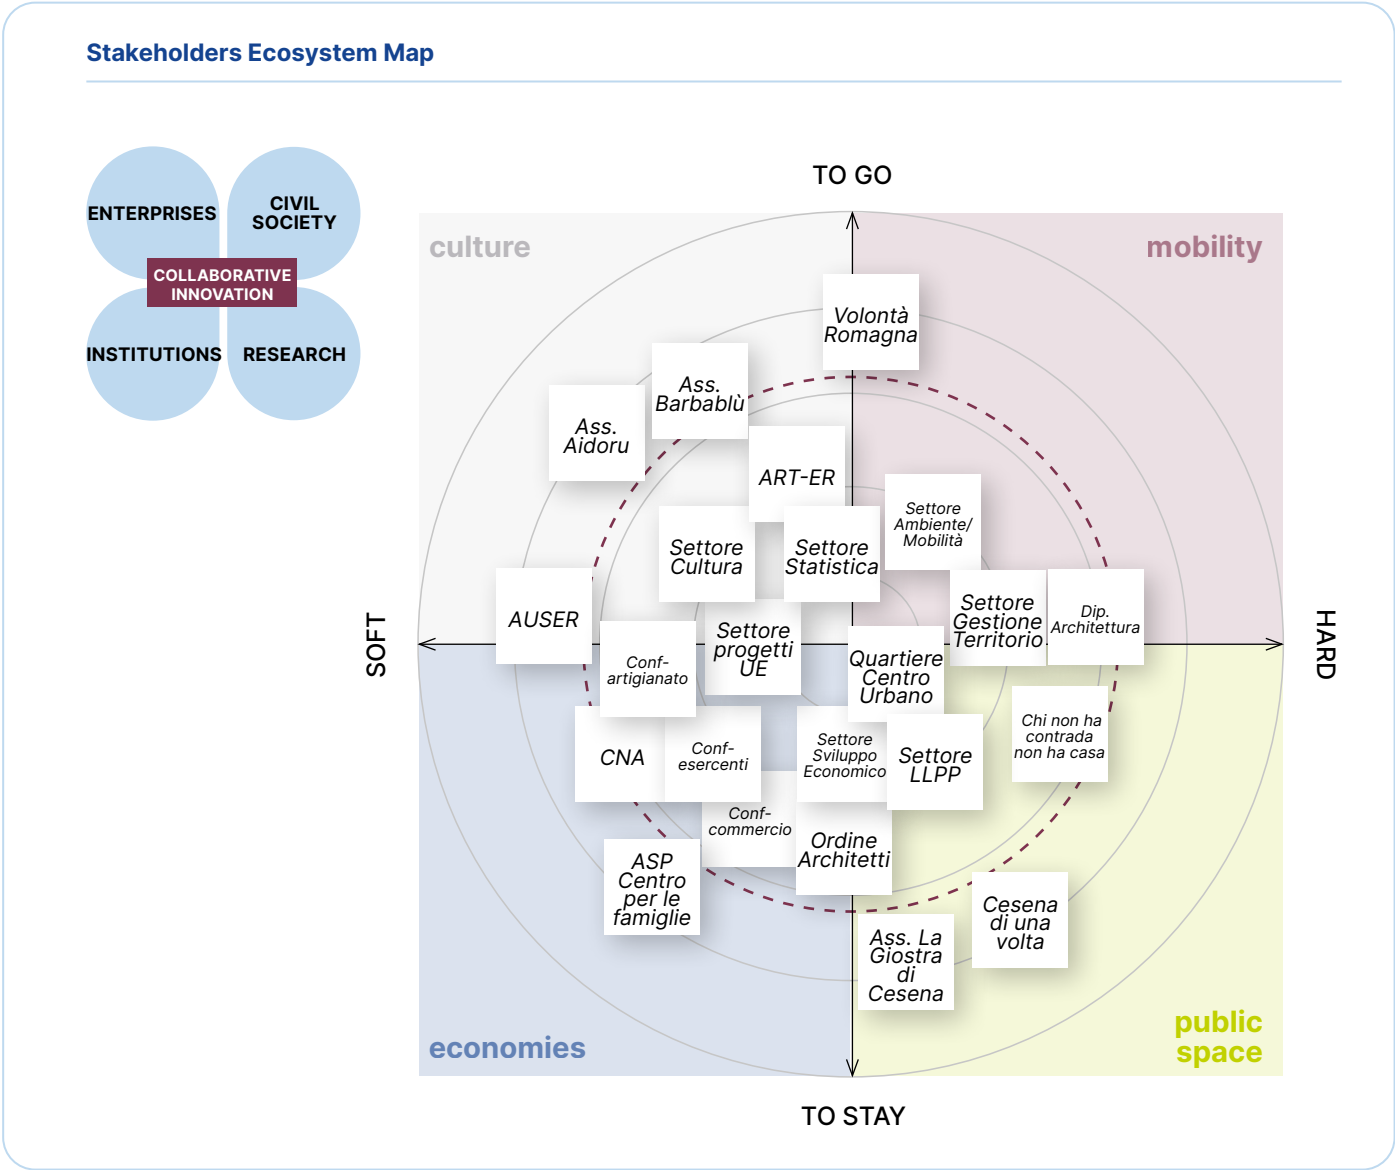 Stakeholders Ecosystem Map
ENTERPRISES
CIVIL
SOCIETY
COLLABORATIVE
INNOVATION
INSTITUTIONS
RESEARCH
TO GO
culture
mobility
Volontà
Romagna
Ass.
Barbablù
Ass.
Aidoru
ART-ER
Settore
Ambiente/
Mobilità
Settore
Cultura
Settore
Statistica
AUSER
Settore
Gestione
Territorio
Dip.
Architettura
SOFT
HARD
Conf-
artigianato
Settore
progetti
UE
Quartiere
Centro
Urbano
CNA
Conf-
esercenti
Settore
Sviluppo
Economico
Settore
LLPP
Chi non ha
contrada
non ha casa
Conf-
commercio
Ordine
Architetti
ASP
Centro
per le
famiglie
Cesena
di una
volta
Ass. La
Giostra
di
Cesena
economies
public
space
TO STAY